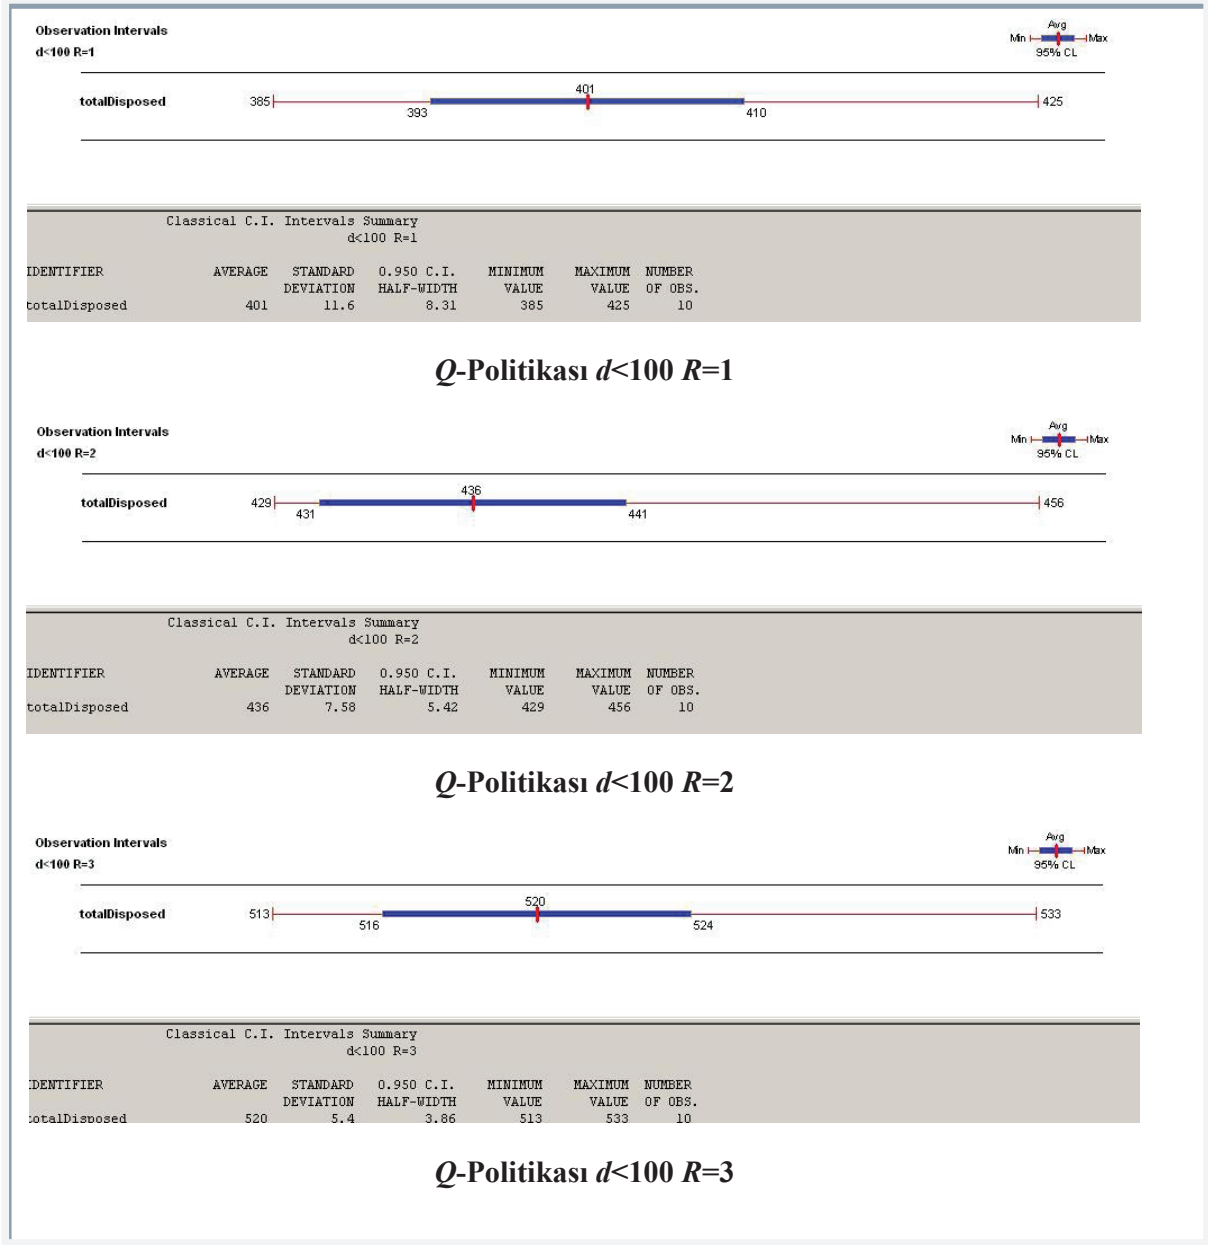 Observation Intervals
d<100 R=1
Avg
Min Max
95% CL
totalDisposed 385 393 401 410 425
Classical C.I. Intervals Summary
d<100 R=1
IDENTIFIER AVERAGE STANDARD 0.950 C.I. MINIMUM MAXIMUM NUMBER
DEVIATION HALF-WIDTH VALUE VALUE OF OBS.
totalDisposed 401 11.6 8.31 385 425 10
Q-Politikası d<100 R=1
Observation Intervals
d<100 R=2
Avg
Min Max
95% CL
totalDisposed 429 431 436 441 456
Classical C.I. Intervals Summary
d<100 R=2
IDENTIFIER AVERAGE STANDARD 0.950 C.I. MINIMUM MAXIMUM NUMBER
DEVIATION HALF-WIDTH VALUE VALUE OF OBS.
totalDisposed 436 7.58 5.42 429 456 10
Q-Politikası d<100 R=2
Observation Intervals
d<100 R=3
Avg
Min Max
95% CL
totalDisposed 513 516 520 524 533
Classical C.I. Intervals Summary
d<100 R=3
IDENTIFIER AVERAGE STANDARD 0.950 C.I. MINIMUM MAXIMUM NUMBER
DEVIATION HALF-WIDTH VALUE VALUE OF OBS.
totalDisposed 520 5.4 3.86 513 533 10
Q-Politikası d<100 R=3